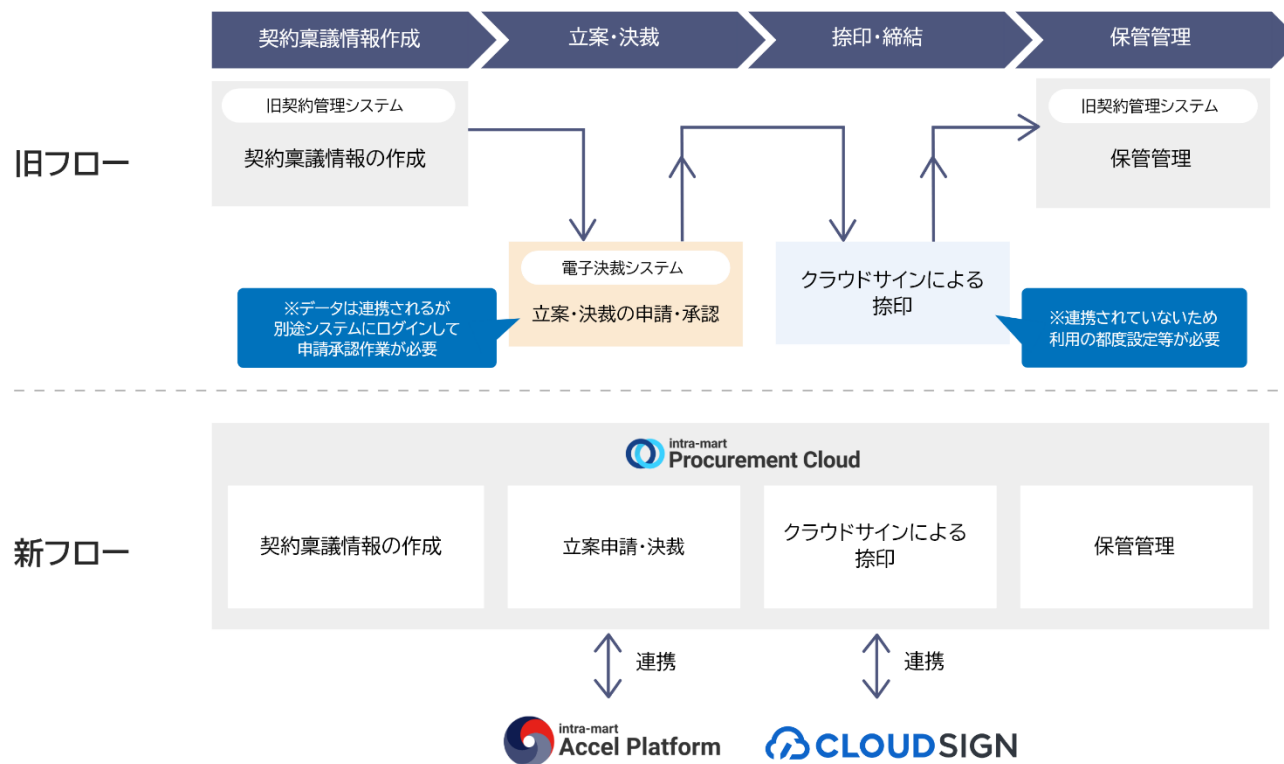 契約稟議情報作成
立案・決裁
捺印・締結
保管管理
旧フロー
旧契約管理システム
契約稟議情報の作成
電子決裁システム
立案・決裁の申請・承認
※データは連携されるが
別途システムにログインして
申請承認作業が必要
クラウドサインによる
捺印
※連携されていないため
利用の都度設定等が必要
旧契約管理システム
保管管理
新フロー
intra-mart
Procurement Cloud
契約稟議情報の作成
立案申請・決裁
クラウドサインによる
捺印
保管管理
連携
連携
intra-mart
Accel Platform
CLOUDSIGN